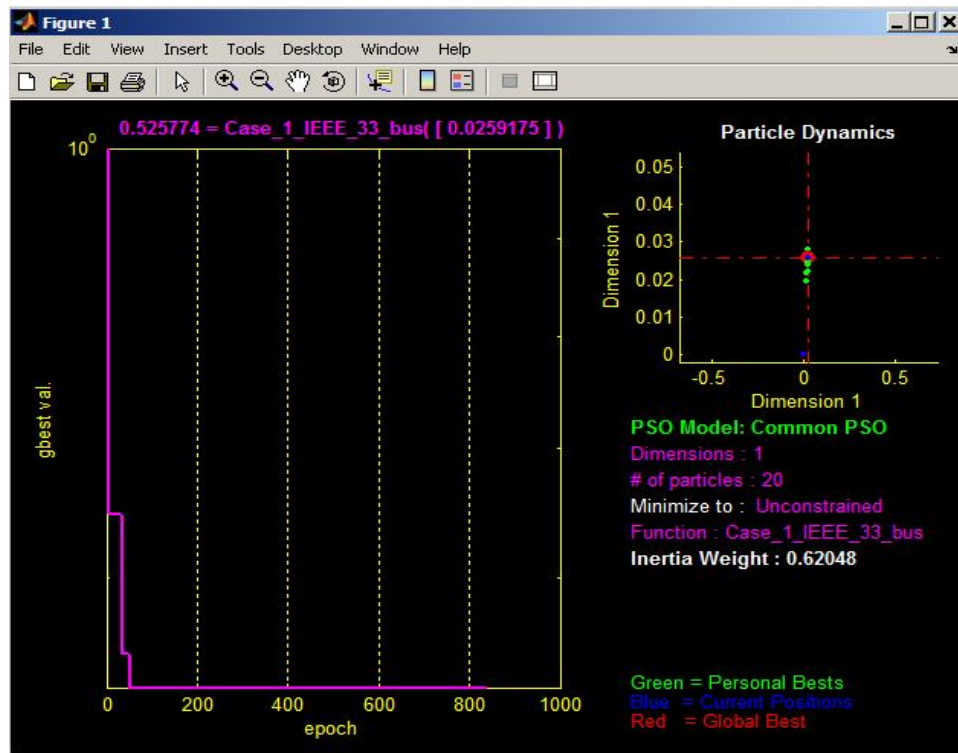 Figure 1
File Edit View Insert Tools Desktop Window Help
0.525774 = Case_1_IEEE_33_bus( [ 0.0259175 ] )
10^0
gbest val.
0 200 400 600 800 1000
epoch
Particle Dynamics
0.05
0.04
0.03
0.02
0.01
0
Dimension 1
-0.5 0 0.5
Dimension 1
PSO Model: Common PSO
Dimensions : 1
# of particles : 20
Minimize to : Unconstrained
Function : Case_1_IEEE_33_bus
Inertia Weight : 0.62048
Green = Personal Bests
Blue = Current Positions
Red = Global Best